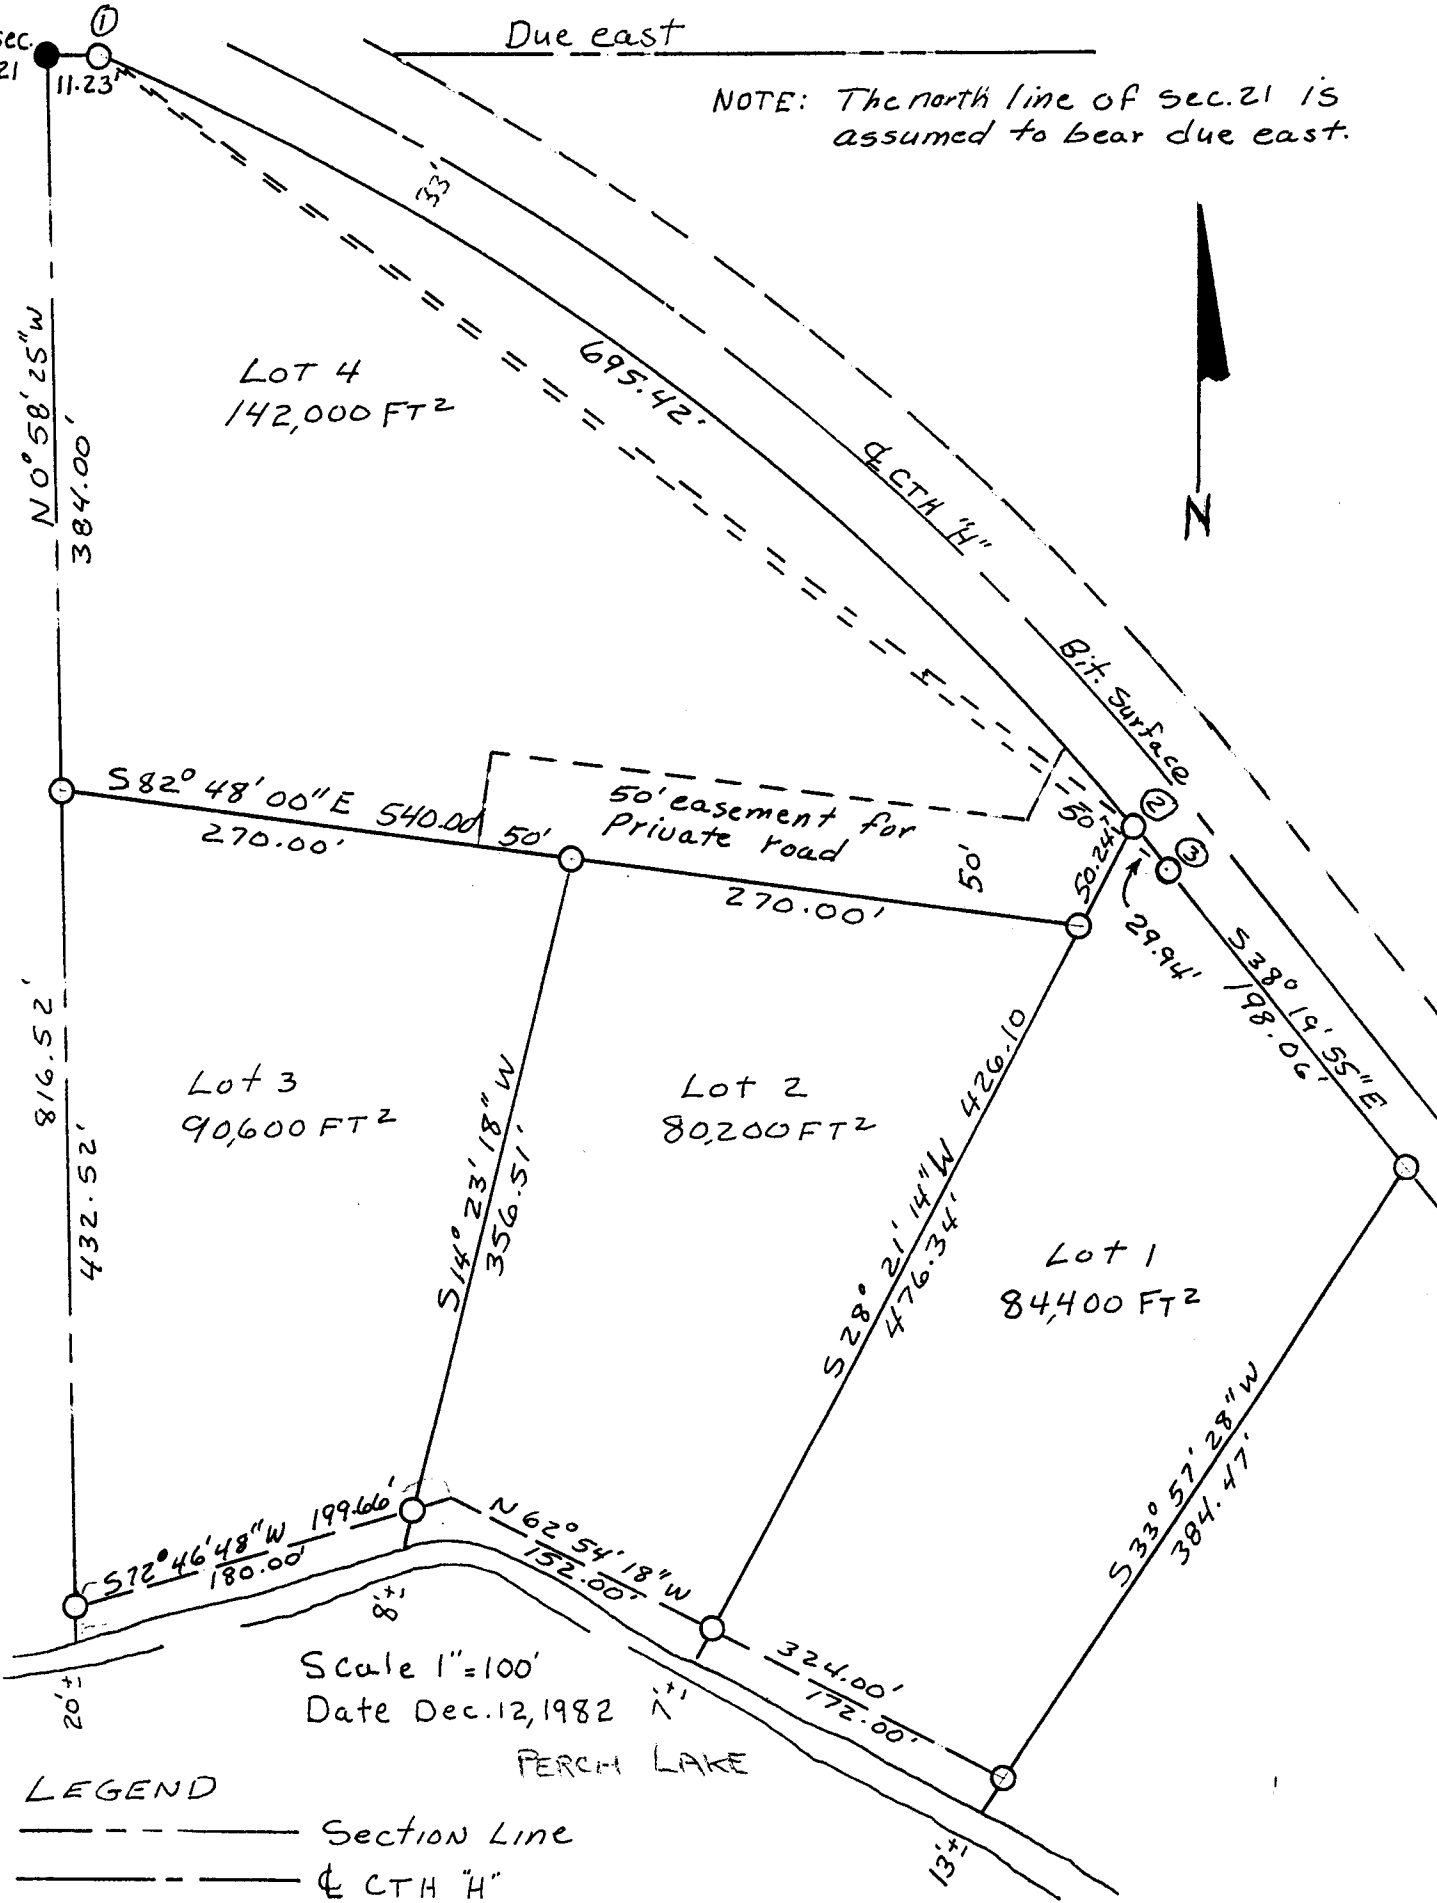 ①
sec.
21
11.23'
Due east
NOTE: The north line of sec. 21 is
assumed to bear due east.
33'
N 0° 58' 25" W
384.00'
LOT 4
142,000 FT²
695.42'
℄ CTH "H"
N
Bit. Surface
S 82° 48' 00" E 540.00'
270.00'
50'
50' easement for
Private road
50'
50'
50.24'
②
③
29.94'
270.00'
S 38° 19' 55" E
198.06'
816.52'
432.52'
Lot 3
90,600 FT²
S 14° 23' 18" W
356.51'
Lot 2
80,200 FT²
S 28° 21' 14" W 426.10
476.34'
Lot 1
84,400 FT²
S 33° 57' 28" W
384.47'
S 72° 46' 48" W 199.66'
180.00'
N 62° 54' 18" W
152.00'
324.00'
172.00'
20'±
8'±
13'±
Scale 1"=100'
Date Dec. 12, 1982
PERCH LAKE
LEGEND
Section Line
℄ CTH "H"